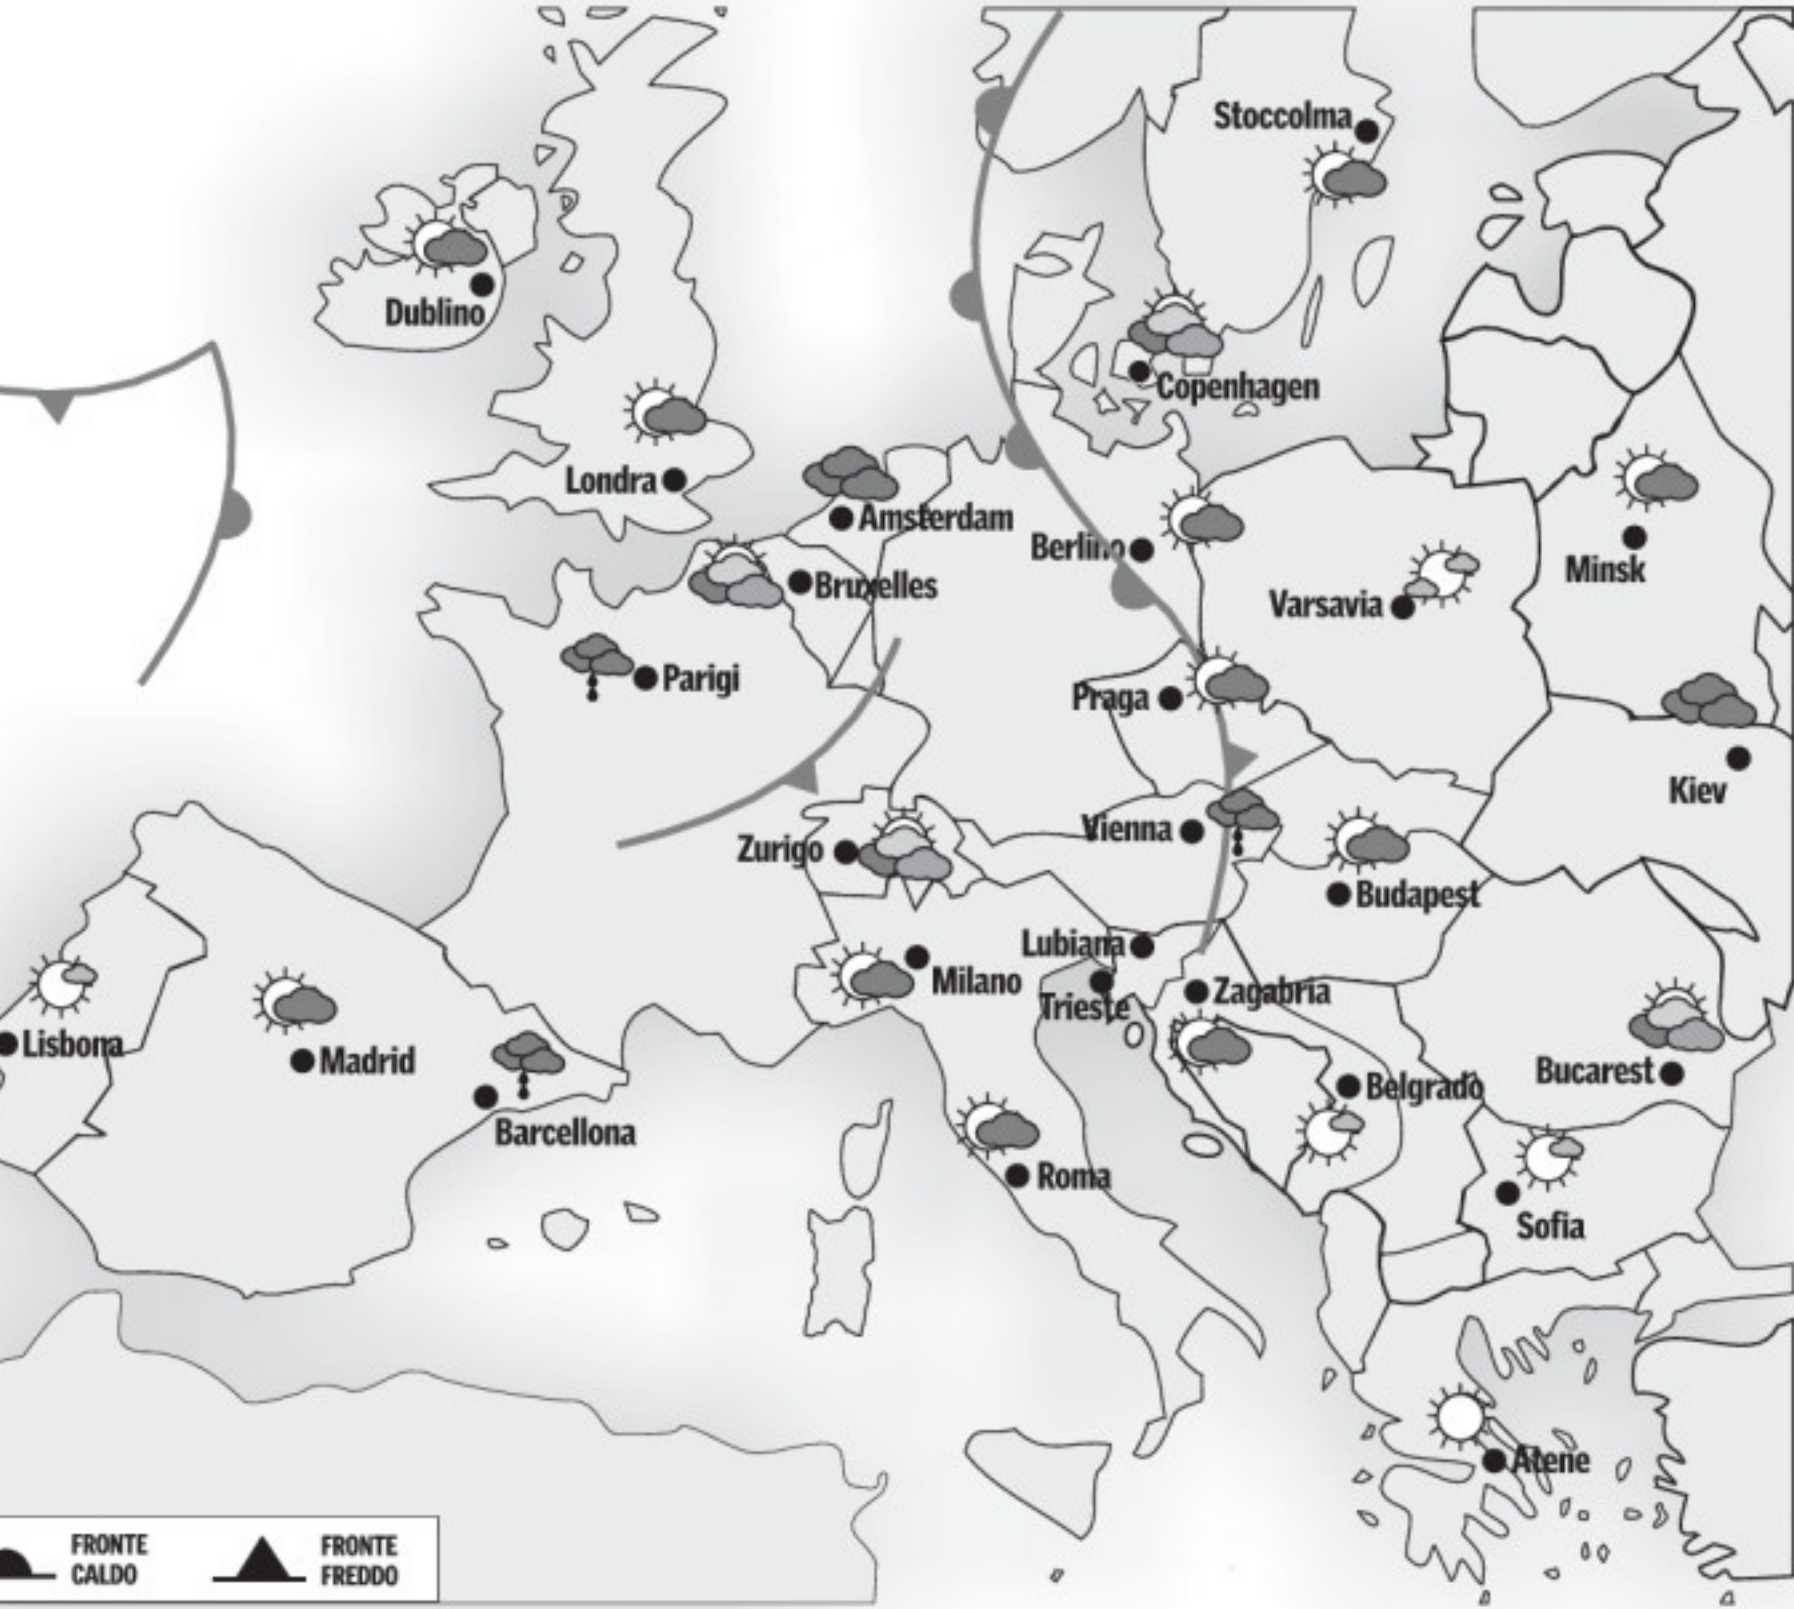 Stoccolma
Dublino
Copenhagen
Londra
Amsterdam
Berlino
Minsk
Bruxelles
Varsavia
Parigi
Praga
Kiev
Vienna
Zurigo
Budapest
Lubiana
Milano
Zagabria
Trieste
Lisbona
Madrid
Belgrado
Bucarest
Barcellona
Roma
Sofia
Atene
FRONTE
CALDO
FRONTE
FREDDO